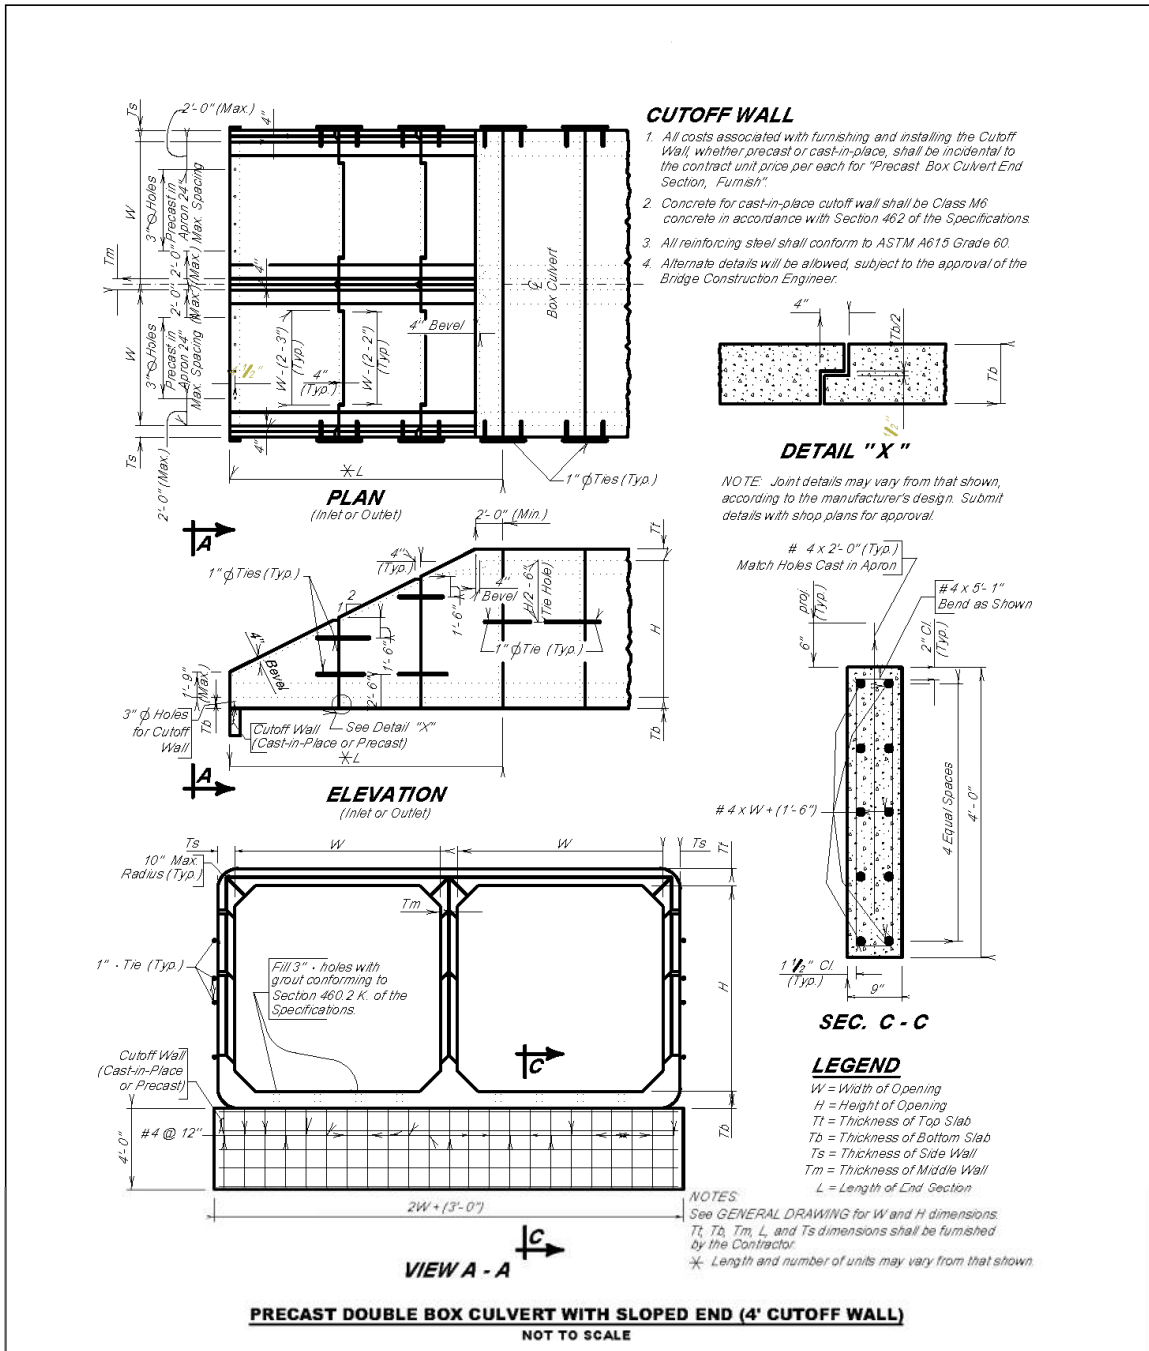 Ts
2'-0" (Max.)
4"
W
3" Holes
Precast in
Apron 24"
Max. Spacing
Tm
2'-0"
(Max.)
4"
2'-0"
(Max.)
W
3" Holes
Precast in
Apron 24"
Max. Spacing
Ts
2'-0" (Max.)
4"
1/2"
W-(2'-3")
(Typ.)
4"
(Typ.)
W-(2'-2")
(Typ)
4" Bevel
℄
Box Culvert
✳L
1" ϕ Ties (Typ.)
PLAN
(Inlet or Outlet)
CUTOFF WALL
1. All costs associated with furnishing and installing the Cutoff
Wall, whether precast or cast-in-place, shall be incidental to
the contract unit price per each for "Precast Box Culvert End
Section, Furnish".
2. Concrete for cast-in-place cutoff wall shall be Class M6
concrete in accordance with Section 462 of the Specifications.
3. All reinforcing steel shall conform to ASTM A615 Grade 60.
4. Alternate details will be allowed, subject to the approval of the
Bridge Construction Engineer.
4"
Tb/2
Tb
1/2"
DETAIL "X"
NOTE: Joint details may vary from that shown,
according to the manufacturer's design. Submit
details with shop plans for approval.
A
2'-0" (Min.)
Tt
1" ϕ Ties (Typ.)
4"
(Typ.)
2
1
1'-6"
4"
Bevel
H/2-6"
(Tie Hole)
H
1" ϕ Tie (Typ.)
4"
Bevel
1'-6"
2'-6"
1'-9"
(Max.)
Tb
3" ϕ Holes
for Cutoff
Wall
Cutoff Wall
(Cast-in-Place or Precast)
See Detail "X"
Tb
✳L
A
ELEVATION
(Inlet or Outlet)
# 4 x 2'-0" (Typ.)
Match Holes Cast in Apron
#4 x 5'-1"
Bend as Shown
6" proj.
(Typ.)
2" Cl.
(Typ.)
# 4 x W + (1'-6")
4 Equal Spaces
4'-0"
1 1/2" Cl.
(Typ.)
9"
SEC. C - C
Ts
W
W
Ts
Tt
10" Max.
Radius (Typ.)
Tm
1" · Tie (Typ.)
Fill 3" · holes with
grout conforming to
Section 460.2 K. of the
Specifications.
H
C
Cutoff Wall
(Cast-in-Place
or Precast)
Tb
#4 @ 12"
4'-0"
2W + (3'-0")
C
VIEW A - A
LEGEND
W = Width of Opening
H = Height of Opening
Tt = Thickness of Top Slab
Tb = Thickness of Bottom Slab
Ts = Thickness of Side Wall
Tm = Thickness of Middle Wall
L = Length of End Section
NOTES:
See GENERAL DRAWING for W and H dimensions.
Tt, Tb, Tm, L, and Ts dimensions shall be furnished
by the Contractor.
✳ Length and number of units may vary from that shown.
PRECAST DOUBLE BOX CULVERT WITH SLOPED END (4' CUTOFF WALL)
NOT TO SCALE